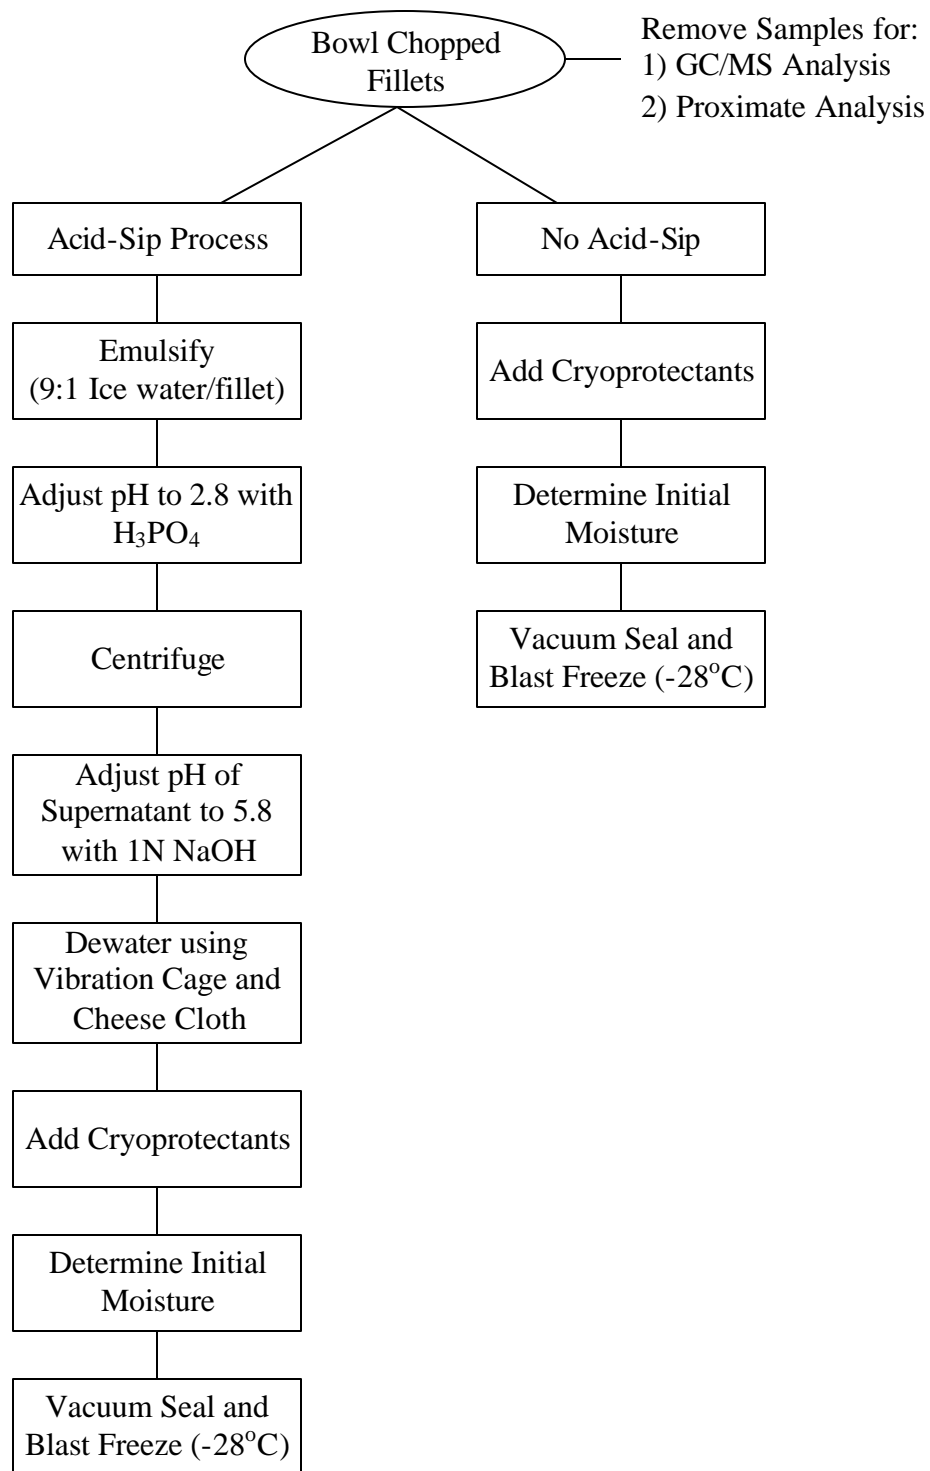 Bowl Chopped
Fillets
Remove Samples for:
1) GC/MS Analysis
2) Proximate Analysis
Acid-Sip Process
Emulsify
(9:1 Ice water/fillet)
Adjust pH to 2.8 with
H₃PO₄
Centrifuge
Adjust pH of
Supernatant to 5.8
with 1N NaOH
Dewater using
Vibration Cage and
Cheese Cloth
Add Cryoprotectants
Determine Initial
Moisture
Vacuum Seal and
Blast Freeze (-28°C)
No Acid-Sip
Add Cryoprotectants
Determine Initial
Moisture
Vacuum Seal and
Blast Freeze (-28°C)